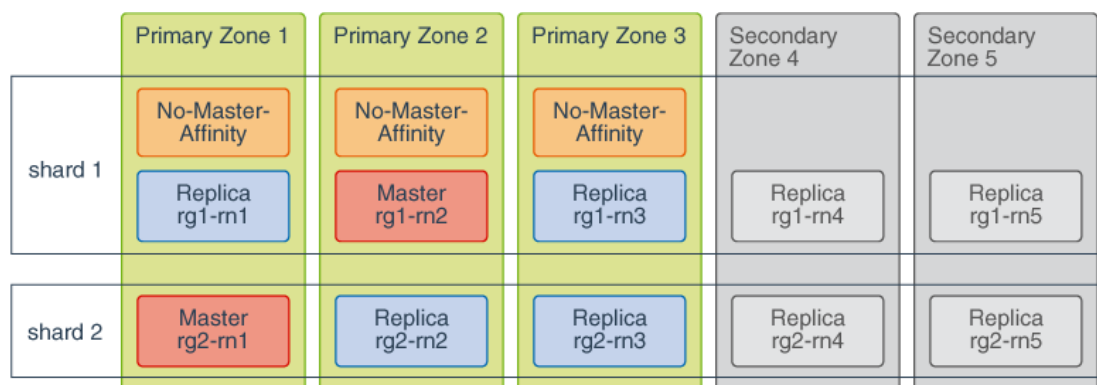 Primary Zone 1
Primary Zone 2
Primary Zone 3
Secondary
Zone 4
Secondary
Zone 5
shard 1
No-Master-
Affinity
No-Master-
Affinity
No-Master-
Affinity
Replica
rg1-rn1
Master
rg1-rn2
Replica
rg1-rn3
Replica
rg1-rn4
Replica
rg1-rn5
shard 2
Master
rg2-rn1
Replica
rg2-rn2
Replica
rg2-rn3
Replica
rg2-rn4
Replica
rg2-rn5